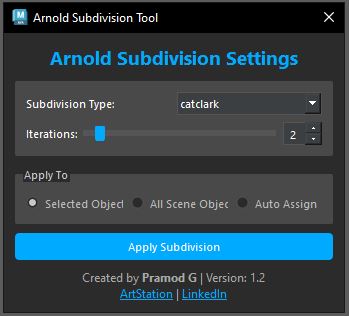 M
Arnold Subdivision Tool
Arnold Subdivision Settings
Subdivision Type: catclark
Iterations: 2
Apply To
Selected Object All Scene Objec Auto Assign
Apply Subdivision
Created by Pramod G | Version: 1.2
ArtStation | LinkedIn